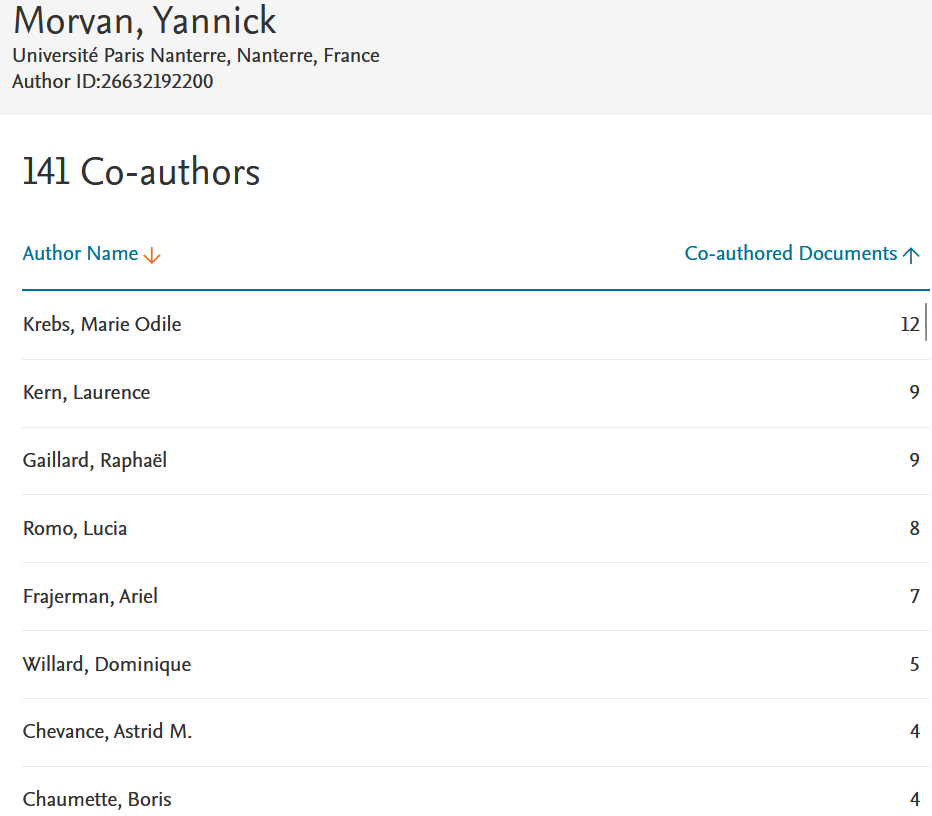 Morvan, Yannick
Université Paris Nanterre, Nanterre, France
Author ID:26632192200
141 Co-authors
Author Name ↓ Co-authored Documents ↑
Krebs, Marie Odile 12
Kern, Laurence 9
Gaillard, Raphaël 9
Romo, Lucia 8
Frajerman, Ariel 7
Willard, Dominique 5
Chevance, Astrid M. 4
Chaumette, Boris 4